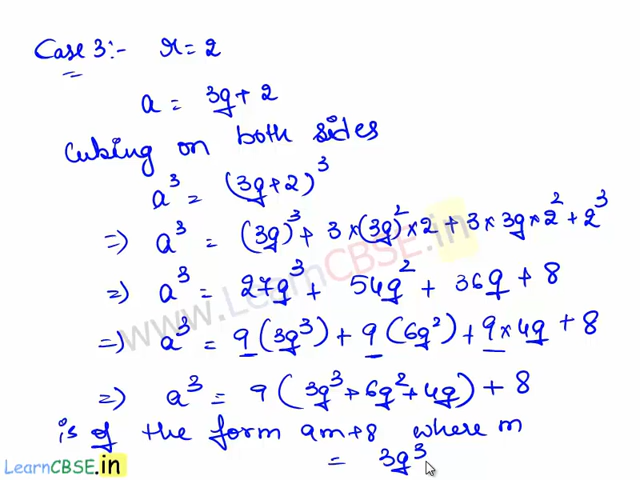 Case 3:- r = 2
a = 3q + 2
Cubing on both sides
a³ = (3q+2)³
⇒ a³ = (3q)³ + 3 × (3q)² × 2 + 3 × 3q × 2² + 2³
⇒ a³ = 27q³ + 54q² + 36q + 8
⇒ a³ = 9(3q³) + 9(6q²) + 9 × 4q + 8
⇒ a³ = 9(3q³ + 6q² + 4q) + 8
is of the form 9m+8 where m
= 3q³
www.LearnCBSE.in
LearnCBSE.in